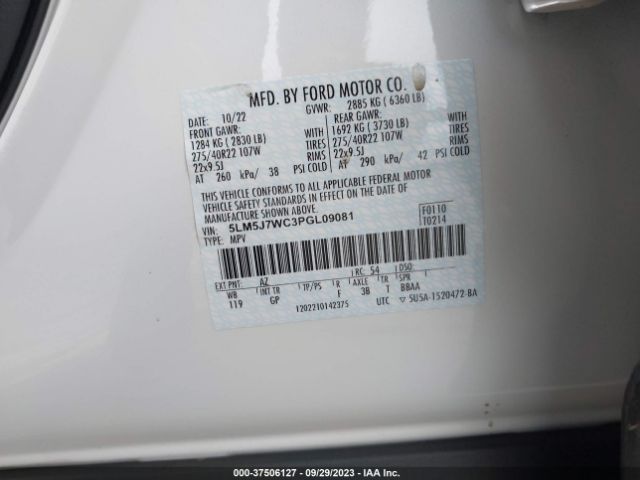 MFD. BY FORD MOTOR CO.
DATE: 10/22 GVWR: 2885 KG ( 6360 LB)
FRONT GAWR: REAR GAWR:
1284 KG ( 2830 LB) WITH 1692 KG ( 3730 LB) WITH
275/40R22 107W TIRES 275/40R22 107W TIRES
22x9.5J RIMS 22x9.5J RIMS
AT 260 kPa/ 38 PSI COLD AT 290 kPa/ 42 PSI COLD
THIS VEHICLE CONFORMS TO ALL APPLICABLE FEDERAL MOTOR
VEHICLE SAFETY STANDARDS IN EFFECT ON THE DATE OF MANUFACTURE SHOWN ABOVE.
VIN: 5LM5J7WC3PGL09081 F0110
TYPE: MPV T0214
EXT PNT: AZ RC: 54 DSO:
WB INT TR TP/PS R AXLE TR SPR
119 GP F 3B T BBAA
1202210142375 UTC ▽ SU5A-1520472-BA
000-37506127 - 09/29/2023 - IAA Inc.